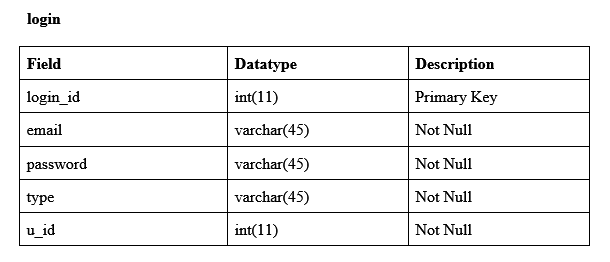 login
Field Datatype Description
login_id int(11) Primary Key
email varchar(45) Not Null
password varchar(45) Not Null
type varchar(45) Not Null
u_id int(11) Not Null